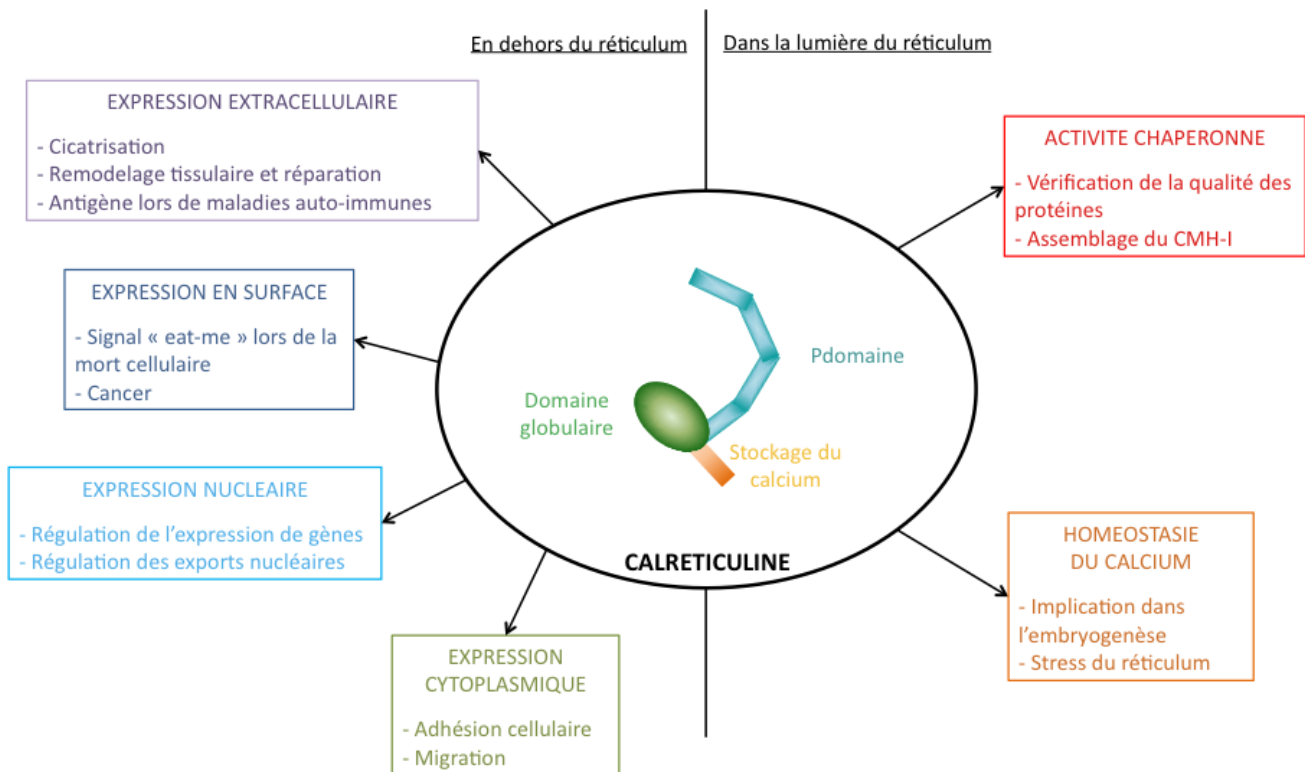 En dehors du réticulum
Dans la lumière du réticulum
EXPRESSION EXTRACELLULAIRE
- Cicatrisation
- Remodelage tissulaire et réparation
- Antigène lors de maladies auto-immunes
ACTIVITE CHAPERONNE
- Vérification de la qualité des
protéines
- Assemblage du CMH-I
EXPRESSION EN SURFACE
- Signal « eat-me » lors de la
mort cellulaire
- Cancer
Pdomaine
Domaine
globulaire
Stockage du
calcium
EXPRESSION NUCLEAIRE
- Régulation de l'expression de gènes
- Régulation des exports nucléaires
CALRETICULINE
HOMEOSTASIE
DU CALCIUM
- Implication dans
l'embryogenèse
- Stress du réticulum
EXPRESSION
CYTOPLASMIQUE
- Adhésion cellulaire
- Migration